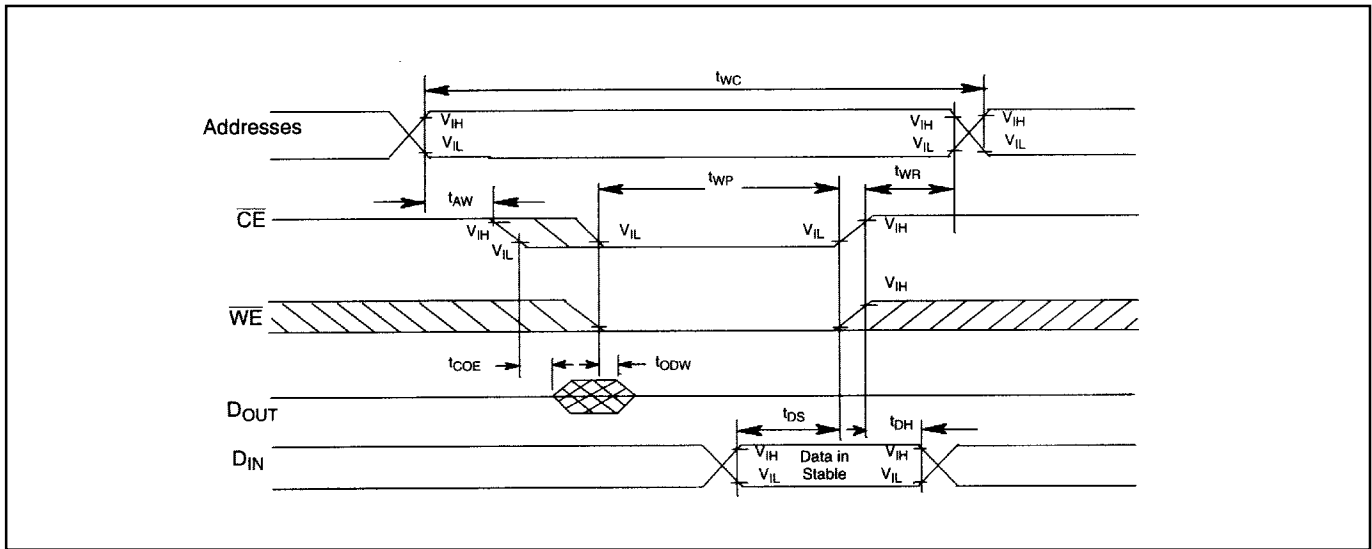 tWC
Addresses
VIH
VIL
VIH
VIL
VIH
VIL
tAW
tWP
tWR
CE
VIH
VIL
VIL
VIL
VIH
WE
VIH
tCOE
tODW
DOUT
tDS
tDH
DIN
VIH
VIL
Data in
Stable
VIH
VIL